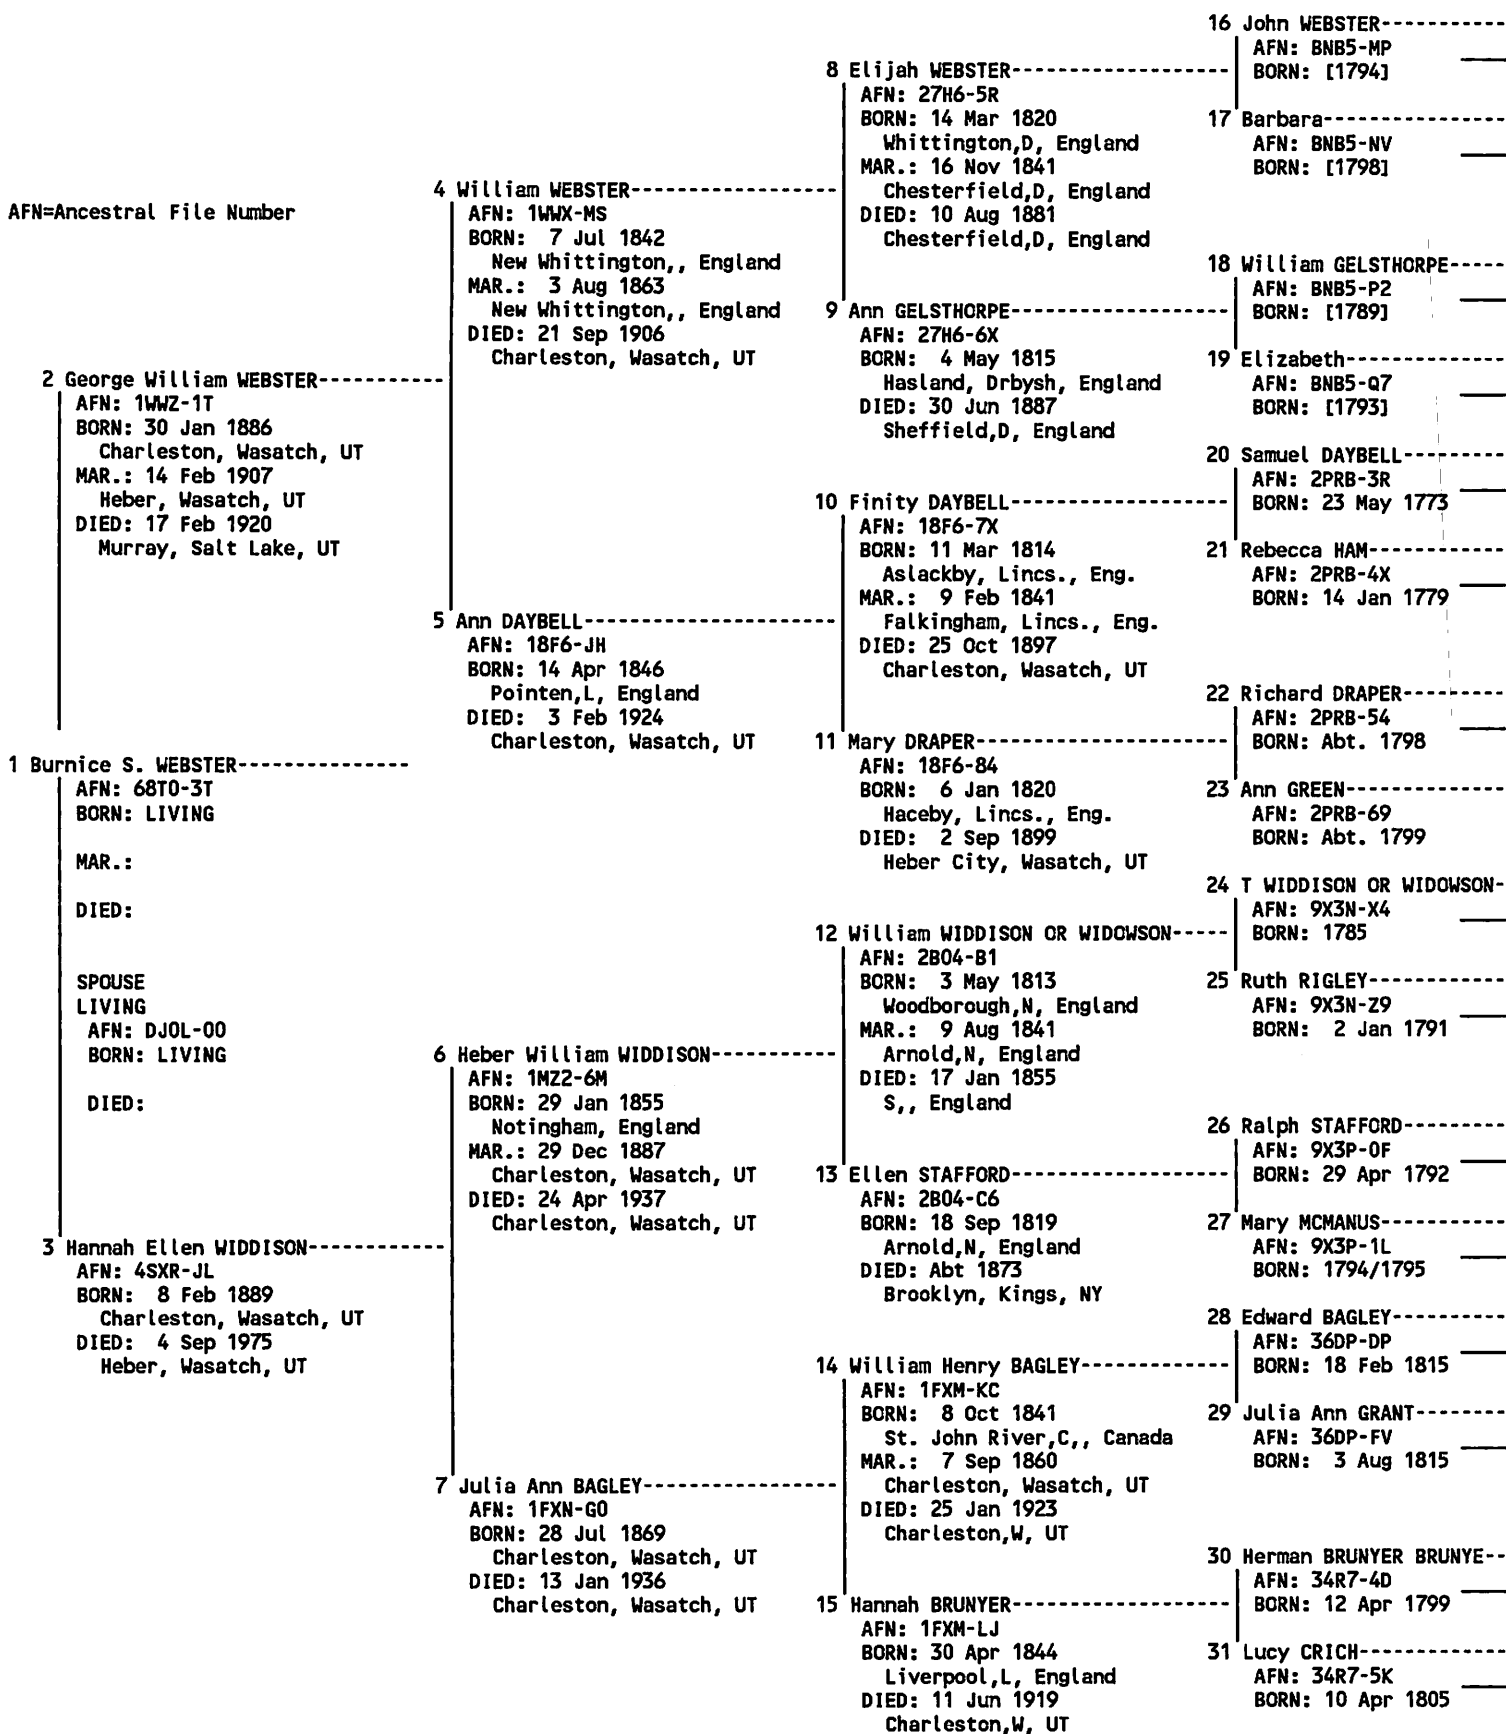 AFN=Ancestral File Number
1 Burnice S. WEBSTER
AFN: 68T0-3T
BORN: LIVING
MAR.:
DIED:
SPOUSE
LIVING
AFN: DJ0L-00
BORN: LIVING
DIED:
2 George William WEBSTER
AFN: 1WWZ-1T
BORN: 30 Jan 1886
Charleston, Wasatch, UT
MAR.: 14 Feb 1907
Heber, Wasatch, UT
DIED: 17 Feb 1920
Murray, Salt Lake, UT
3 Hannah Ellen WIDDISON
AFN: 4SXR-JL
BORN: 8 Feb 1889
Charleston, Wasatch, UT
DIED: 4 Sep 1975
Heber, Wasatch, UT
4 William WEBSTER
AFN: 1WWX-MS
BORN: 7 Jul 1842
New Whittington,, England
MAR.: 3 Aug 1863
New Whittington,, England
DIED: 21 Sep 1906
Charleston, Wasatch, UT
5 Ann DAYBELL
AFN: 18F6-JH
BORN: 14 Apr 1846
Pointen,L, England
DIED: 3 Feb 1924
Charleston, Wasatch, UT
6 Heber William WIDDISON
AFN: 1MZ2-6M
BORN: 29 Jan 1855
Notingham, England
MAR.: 29 Dec 1887
Charleston, Wasatch, UT
DIED: 24 Apr 1937
Charleston, Wasatch, UT
7 Julia Ann BAGLEY
AFN: 1FXN-G0
BORN: 28 Jul 1869
Charleston, Wasatch, UT
DIED: 13 Jan 1936
Charleston, Wasatch, UT
8 Elijah WEBSTER
AFN: 27H6-5R
BORN: 14 Mar 1820
Whittington,D, England
MAR.: 16 Nov 1841
Chesterfield,D, England
DIED: 10 Aug 1881
Chesterfield,D, England
9 Ann GELSTHORPE
AFN: 27H6-6X
BORN: 4 May 1815
Hasland, Drbysh, England
DIED: 30 Jun 1887
Sheffield,D, England
10 Finity DAYBELL
AFN: 18F6-7X
BORN: 11 Mar 1814
Aslackby, Lincs., Eng.
MAR.: 9 Feb 1841
Falkingham, Lincs., Eng.
DIED: 25 Oct 1897
Charleston, Wasatch, UT
11 Mary DRAPER
AFN: 18F6-84
BORN: 6 Jan 1820
Haceby, Lincs., Eng.
DIED: 2 Sep 1899
Heber City, Wasatch, UT
12 William WIDDISON OR WIDOWSON
AFN: 2B04-B1
BORN: 3 May 1813
Woodborough,N, England
MAR.: 9 Aug 1841
Arnold,N, England
DIED: 17 Jan 1855
S,, England
13 Ellen STAFFORD
AFN: 2B04-C6
BORN: 18 Sep 1819
Arnold,N, England
DIED: Abt 1873
Brooklyn, Kings, NY
14 William Henry BAGLEY
AFN: 1FXM-KC
BORN: 8 Oct 1841
St. John River,C,, Canada
MAR.: 7 Sep 1860
Charleston, Wasatch, UT
DIED: 25 Jan 1923
Charleston,W, UT
15 Hannah BRUNYER
AFN: 1FXM-LJ
BORN: 30 Apr 1844
Liverpool,L, England
DIED: 11 Jun 1919
Charleston,W, UT
16 John WEBSTER
AFN: BNB5-MP
BORN: [1794]
17 Barbara
AFN: BNB5-NV
BORN: [1798]
18 William GELSTHORPE
AFN: BNB5-P2
BORN: [1789]
19 Elizabeth
AFN: BNB5-Q7
BORN: [1793]
20 Samuel DAYBELL
AFN: 2PRB-3R
BORN: 23 May 1773
21 Rebecca HAM
AFN: 2PRB-4X
BORN: 14 Jan 1779
22 Richard DRAPER
AFN: 2PRB-54
BORN: Abt. 1798
23 Ann GREEN
AFN: 2PRB-69
BORN: Abt. 1799
24 T WIDDISON OR WIDOWSON
AFN: 9X3N-X4
BORN: 1785
25 Ruth RIGLEY
AFN: 9X3N-Z9
BORN: 2 Jan 1791
26 Ralph STAFFORD
AFN: 9X3P-0F
BORN: 29 Apr 1792
27 Mary MCMANUS
AFN: 9X3P-1L
BORN: 1794/1795
28 Edward BAGLEY
AFN: 36DP-DP
BORN: 18 Feb 1815
29 Julia Ann GRANT
AFN: 36DP-FV
BORN: 3 Aug 1815
30 Herman BRUNYER BRUNYE
AFN: 34R7-4D
BORN: 12 Apr 1799
31 Lucy CRICH
AFN: 34R7-5K
BORN: 10 Apr 1805